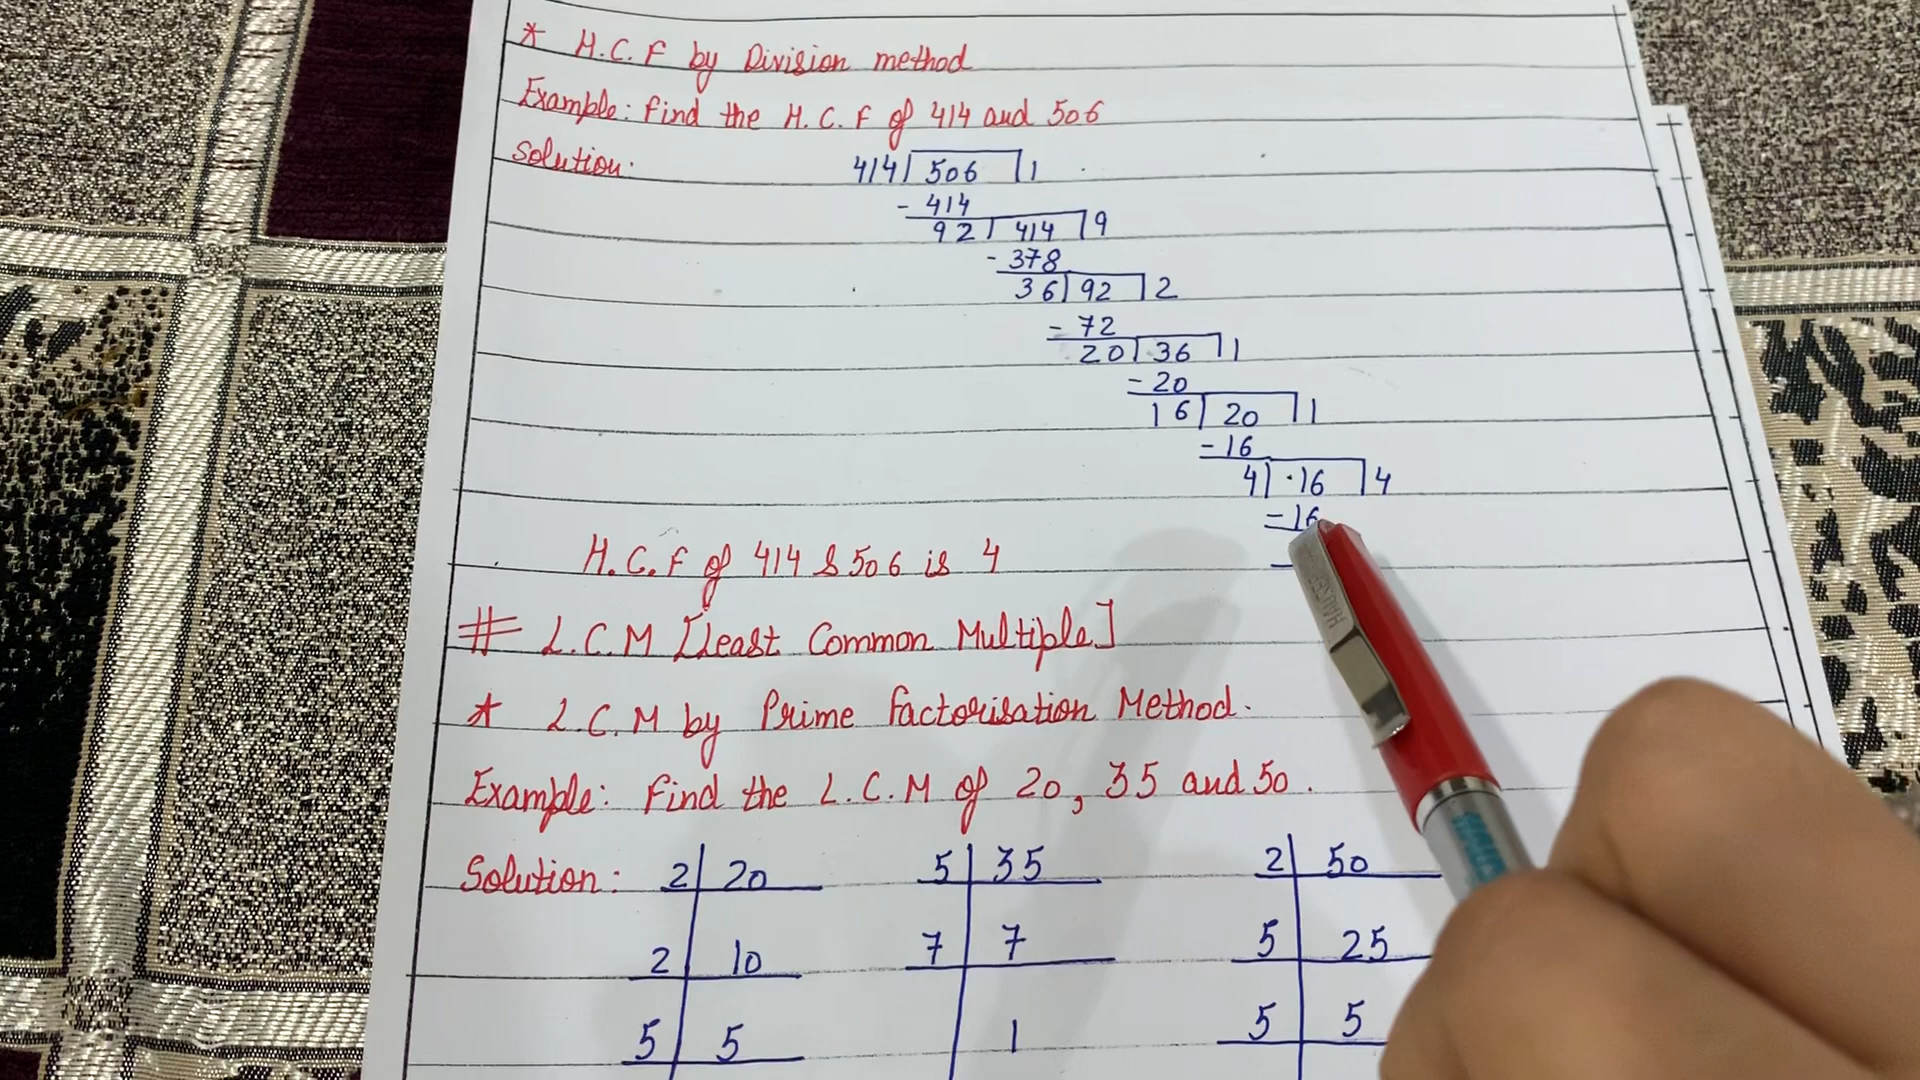 * H.C.F by Division method
Example: Find the H.C.F of 414 and 506
Solution:
414) 506 1
- 414
92 414 9
- 378
36) 92 2
- 72
20 36 1
- 20
16 20 1
- 16
4) 16 4
- 16
H.C.F of 414 & 506 is 4
# L.C.M [Least Common Multiple]
* L.C.M by Prime Factorisation Method.
Example: Find the L.C.M of 20, 35 and 50.
Solution: 2 20 5 35 2 50
2 10 7 7 5 25
5 5 1 5 5